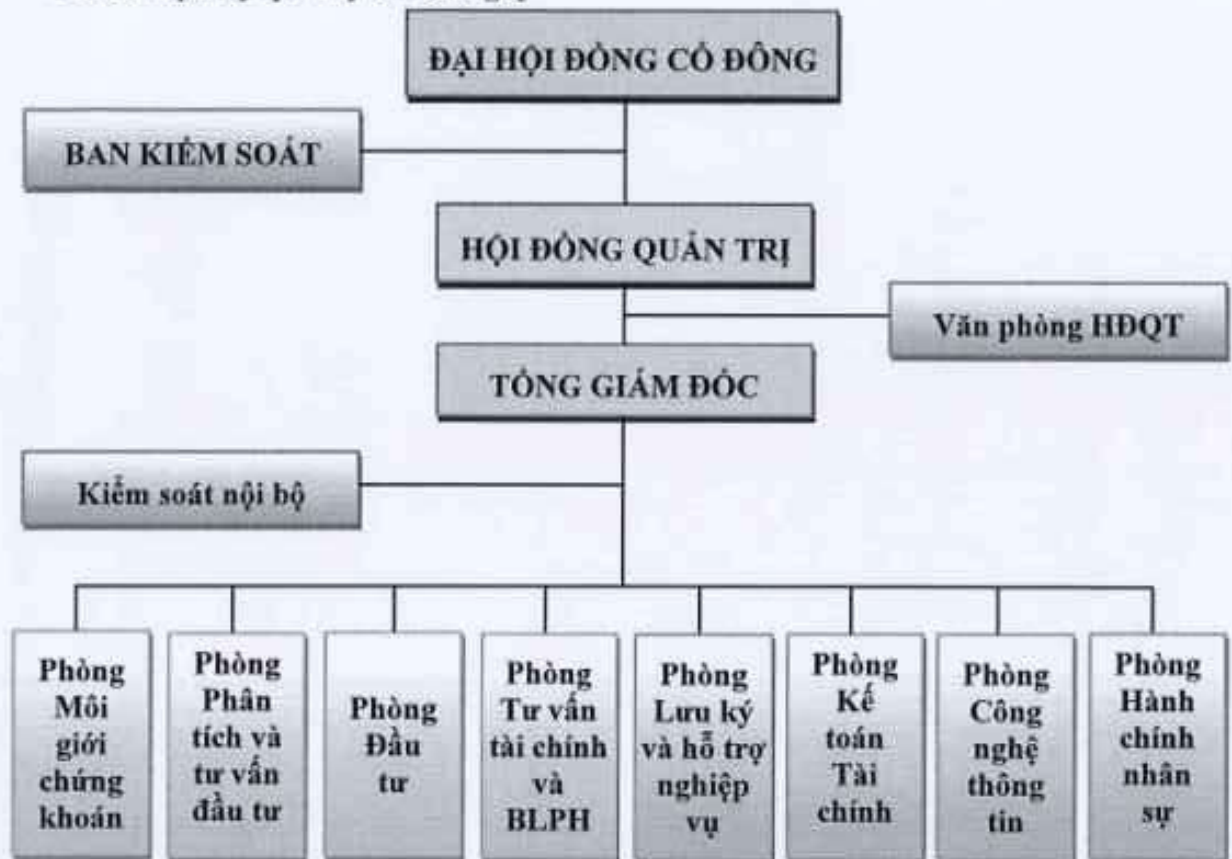 ĐẠI HỘI ĐỒNG CỔ ĐÔNG
BAN KIỂM SOÁT
HỘI ĐỒNG QUẢN TRỊ
Văn phòng HĐQT
TỔNG GIÁM ĐỐC
Kiểm soát nội bộ
Phòng
Môi
giới
chứng
khoán
Phòng
Phân
tích và
tư vấn
đầu tư
Phòng
Đầu
tư
Phòng
Tư vấn
tài chính
và
BLPH
Phòng
Lưu ký
và hỗ trợ
nghiệp
vụ
Phòng
Kế
toán
Tài
chính
Phòng
Công
nghệ
thông
tin
Phòng
Hành
chính
nhân
sự